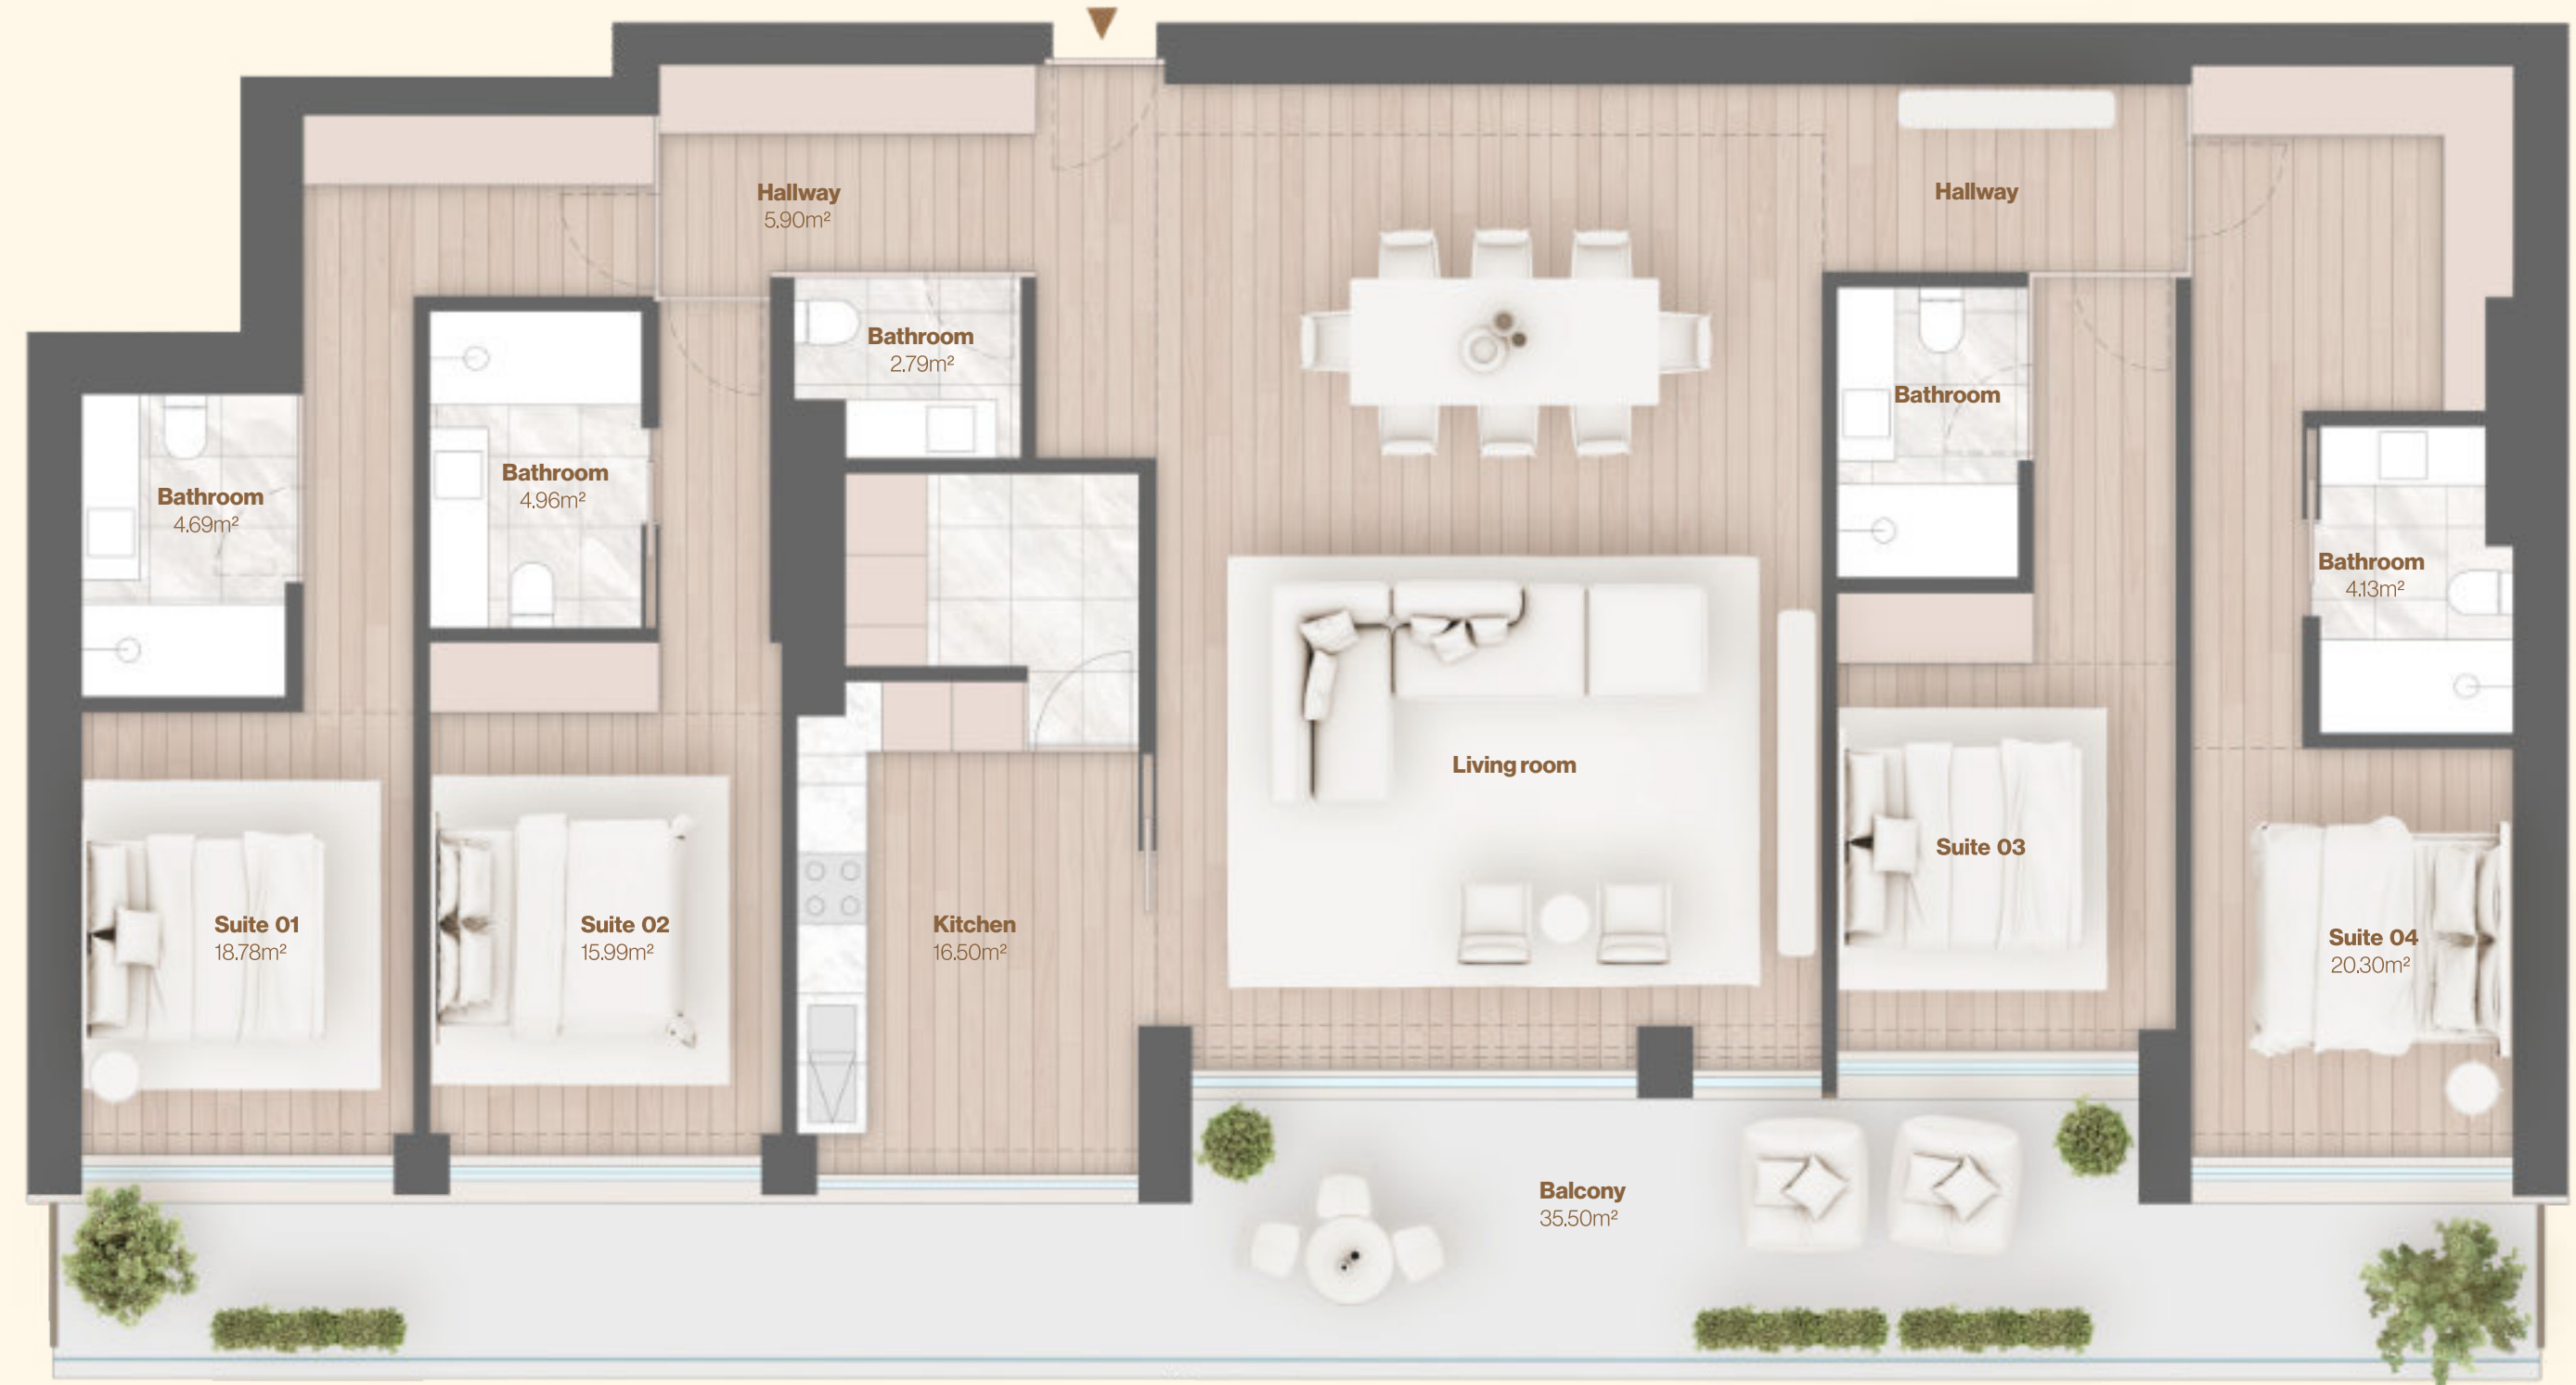 Hallway
5.90m²
Hallway
Bathroom
2.79m²
Bathroom
Bathroom
4.96m²
Bathroom
4.69m²
Bathroom
4.13m²
Living room
Suite 03
Suite 01
18.78m²
Suite 02
15.99m²
Kitchen
16.50m²
Suite 04
20.30m²
Balcony
35.50m²